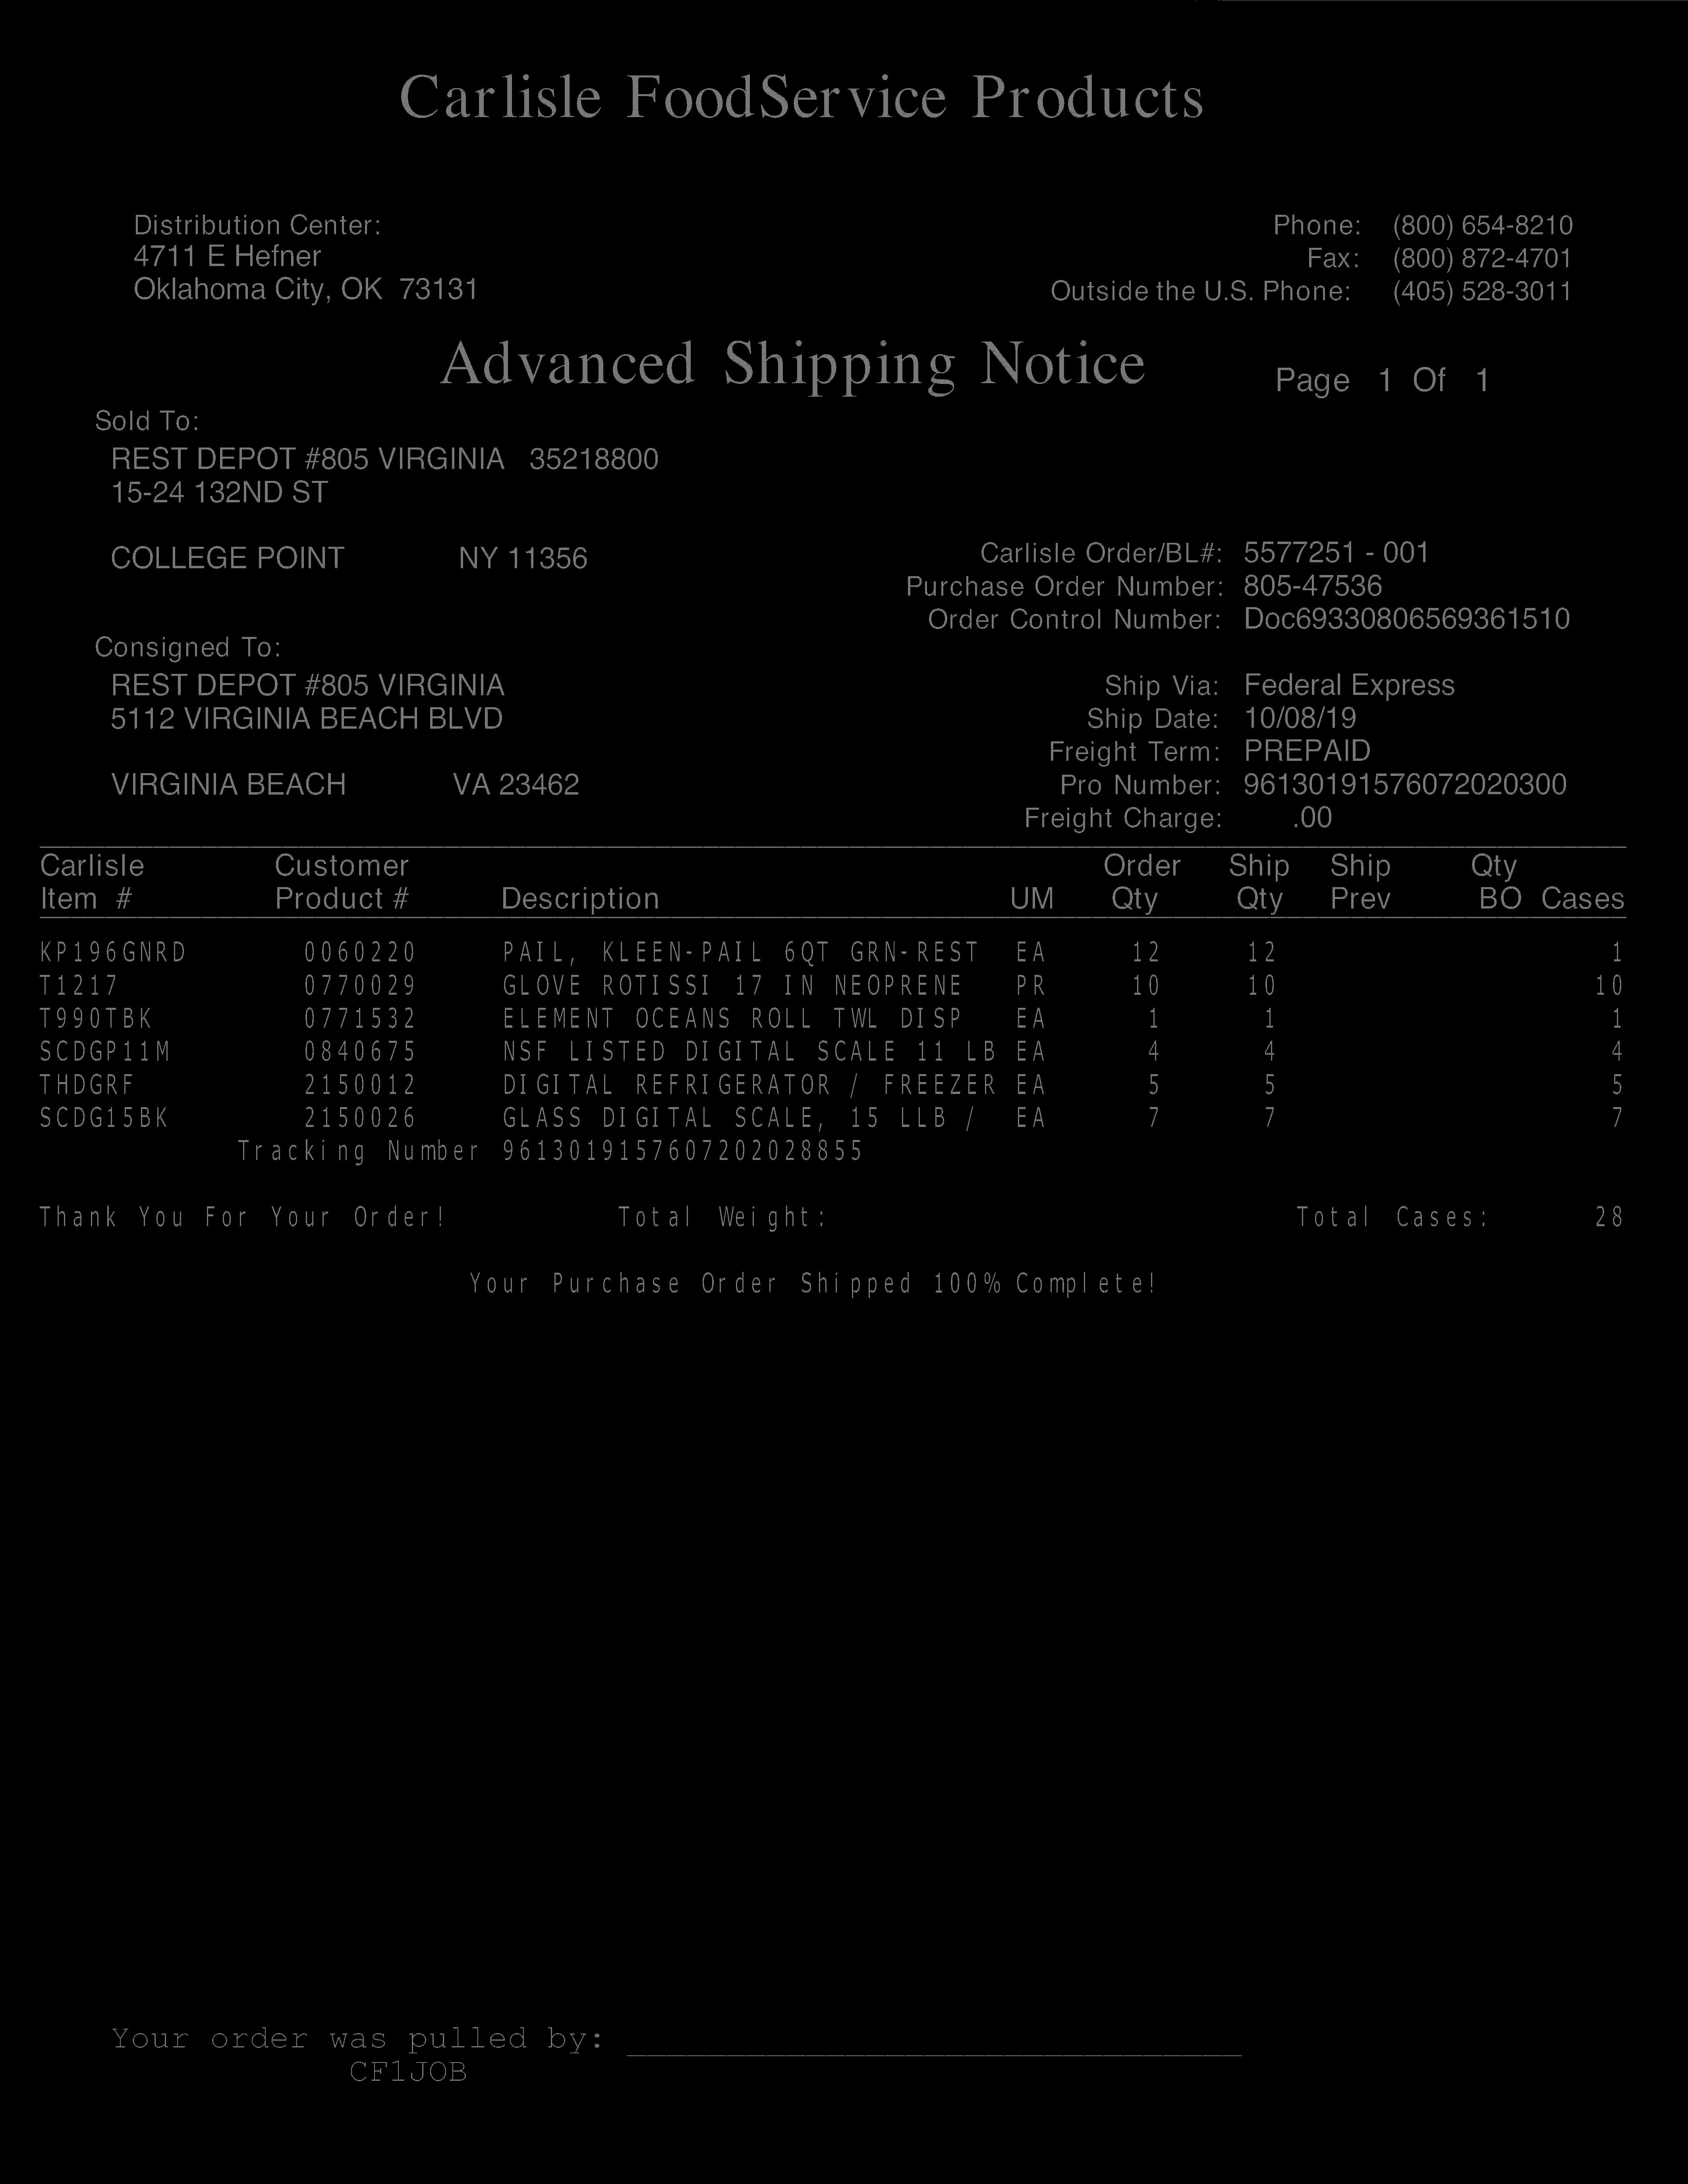 Carlisle FoodService Products
Distribution Center:
4711 E Hefner
Oklahoma City, OK 73131
Phone: (800) 654-8210
Fax: (800) 872-4701
Outside the U.S. Phone: (405) 528-3011
Advanced Shipping Notice Page 1 Of 1
Sold To:
REST DEPOT #805 VIRGINIA 35218800
15-24 132ND ST
COLLEGE POINT NY 11356
Carlisle Order/BL#: 5577251 - 001
Purchase Order Number: 805-47536
Order Control Number: Doc69330806569361510
Consigned To:
REST DEPOT #805 VIRGINIA
5112 VIRGINIA BEACH BLVD
VIRGINIA BEACH VA 23462
Ship Via: Federal Express
Ship Date: 10/08/19
Freight Term: PREPAID
Pro Number: 96130191576072020300
Freight Charge: .00
Carlisle Customer Order Ship Ship Qty
Item # Product # Description UM Qty Qty Prev BO Cases
KP196GNRD 0060220 PAIL, KLEEN-PAIL 6QT GRN-REST EA 12 12 1
T1217 0770029 GLOVE ROTISSI 17 IN NEOPRENE PR 10 10 10
T990TBK 0771532 ELEMENT OCEANS ROLL TWL DISP EA 1 1 1
SCDGP11M 0840675 NSF LISTED DIGITAL SCALE 11 LB EA 4 4 4
THDGRF 2150012 DIGITAL REFRIGERATOR / FREEZER EA 5 5 5
SCDG15BK 2150026 GLASS DIGITAL SCALE, 15 LLB / EA 7 7 7
Tracking Number 9613019157607202028855
Thank You For Your Order! Total Weight: Total Cases: 28
Your Purchase Order Shipped 100% Complete!
Your order was pulled by:
CF1JOB